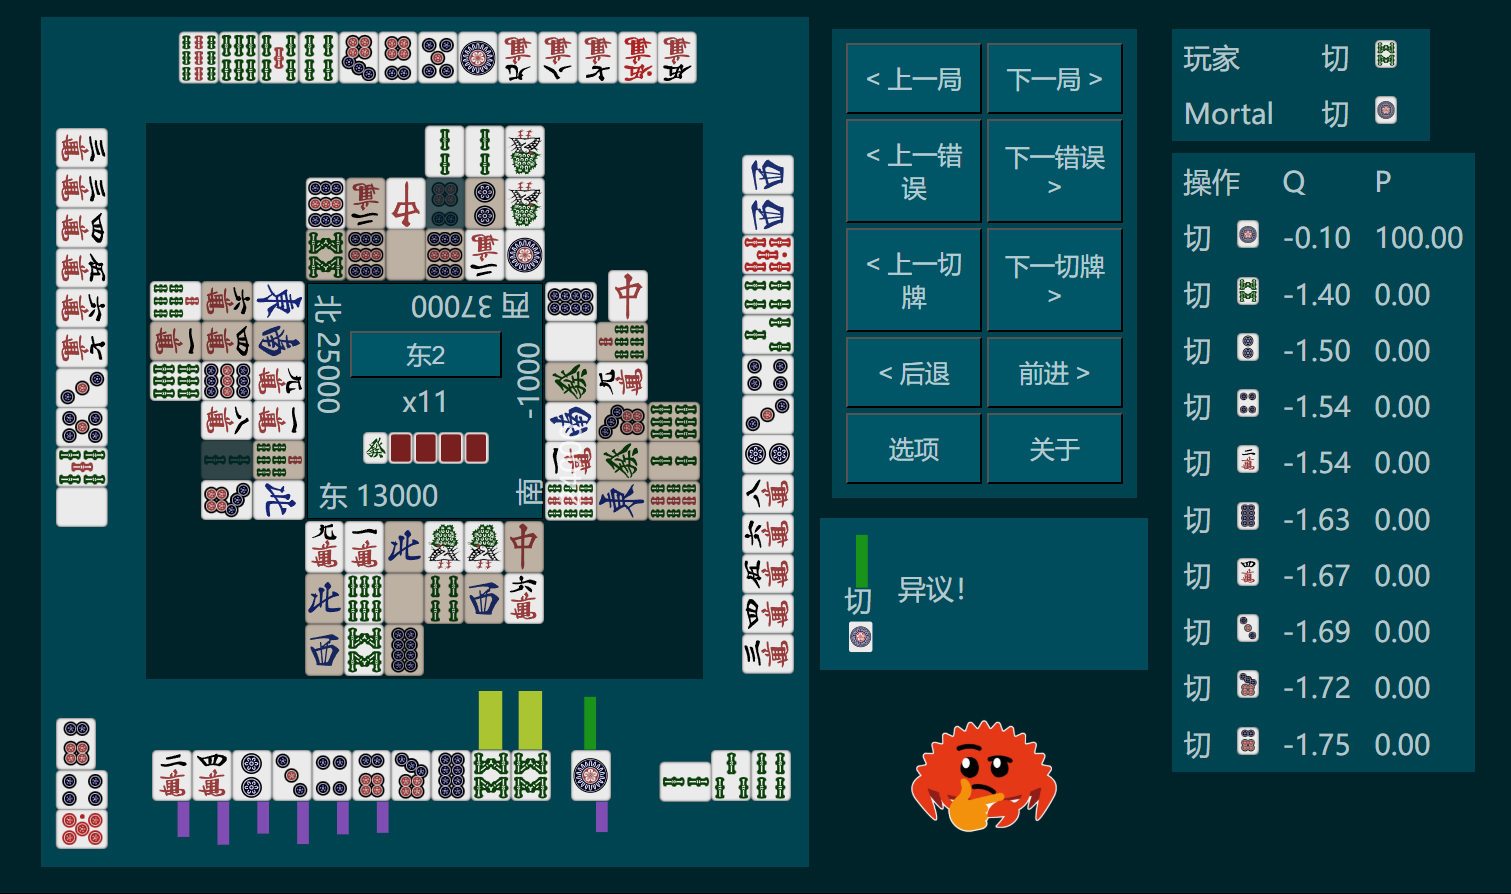 北 25000
西 37000
东2
x11
南 -1000
东 13000
< 上一局
下一局 >
< 上一错误
下一错误 >
< 上一切牌
下一切牌 >
< 后退
前进 >
选项
关于
切
异议！
玩家 切
Mortal 切
操作 Q P
切 -0.10 100.00
切 -1.40 0.00
切 -1.50 0.00
切 -1.54 0.00
切 -1.54 0.00
切 -1.63 0.00
切 -1.67 0.00
切 -1.69 0.00
切 -1.72 0.00
切 -1.75 0.00